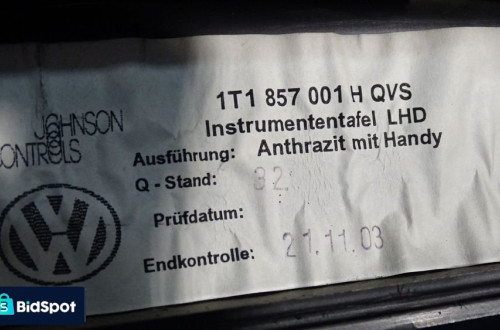 JOHNSON
CONTROLS
1T1 857 001 H QVS
Instrumententafel LHD
Ausführung: Anthrazit mit Handy
Q - Stand: 32
Prüfdatum:
Endkontrolle: 21.11.03
BidSpot